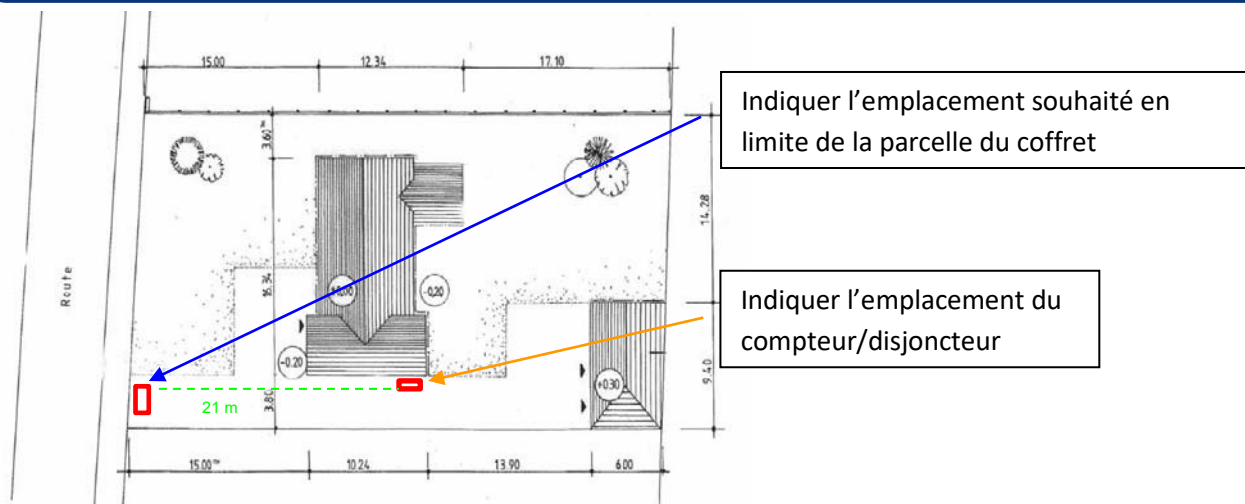 15.00 12.34 17.10
Indiquer l’emplacement souhaité en
limite de la parcelle du coffret
3.60
14.28
Route
16.34
±0,00
-0,20
Indiquer l’emplacement du
compteur/disjoncteur
-0.20
9.40
+0.30
21 m
3.80
15.00 10.24 13.90 6.00